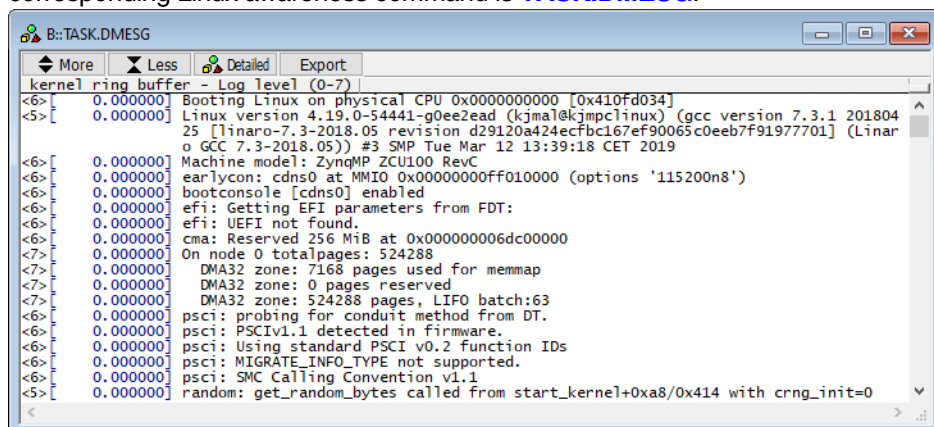 corresponding Linux awareness command is TASK.DMESG.
B::TASK.DMESG
More Less Detailed Export
kernel ring buffer - Log level (0-7)
<6>[ 0.000000] Booting Linux on physical CPU 0x0000000000 [0x410fd034]
<5>[ 0.000000] Linux version 4.19.0-54441-g0ee2ead (kjmal@kjmpclinux) (gcc version 7.3.1 201804
25 [linaro-7.3-2018.05 revision d29120a424ecfbc167ef90065c0eeb7f91977701] (Linar
o GCC 7.3-2018.05)) #3 SMP Tue Mar 12 13:39:18 CET 2019
<6>[ 0.000000] Machine model: ZynqMP ZCU100 RevC
<6>[ 0.000000] earlycon: cdns0 at MMIO 0x00000000ff010000 (options '115200n8')
<6>[ 0.000000] bootconsole [cdns0] enabled
<6>[ 0.000000] efi: Getting EFI parameters from FDT:
<6>[ 0.000000] efi: UEFI not found.
<6>[ 0.000000] cma: Reserved 256 MiB at 0x000000006dc00000
<7>[ 0.000000] On node 0 totalpages: 524288
<7>[ 0.000000] DMA32 zone: 7168 pages used for memmap
<7>[ 0.000000] DMA32 zone: 0 pages reserved
<7>[ 0.000000] DMA32 zone: 524288 pages, LIFO batch:63
<6>[ 0.000000] psci: probing for conduit method from DT.
<6>[ 0.000000] psci: PSCIv1.1 detected in firmware.
<6>[ 0.000000] psci: Using standard PSCI v0.2 function IDs
<6>[ 0.000000] psci: MIGRATE_INFO_TYPE not supported.
<6>[ 0.000000] psci: SMC Calling Convention v1.1
<5>[ 0.000000] random: get_random_bytes called from start_kernel+0xa8/0x414 with crng_init=0